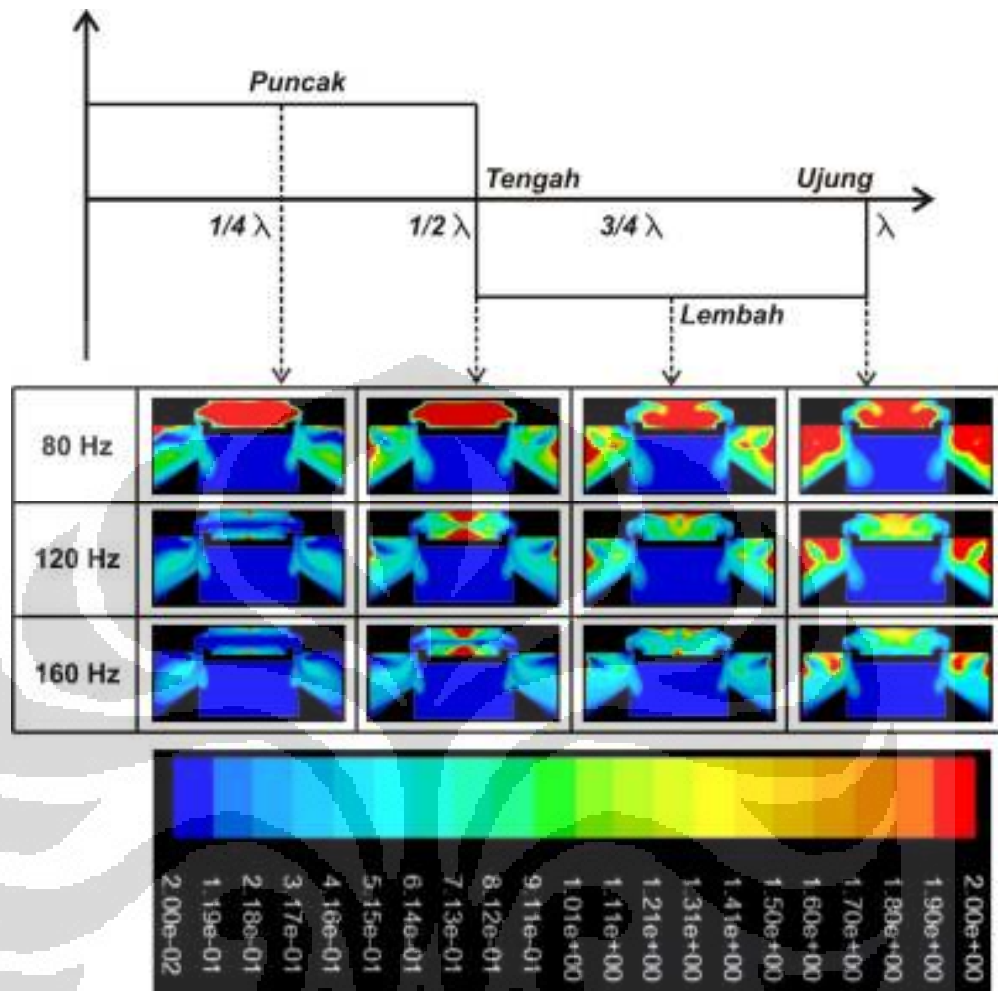 Puncak
Tengah
Ujung
1/4 λ
1/2 λ
3/4 λ
λ
Lembah
80 Hz
120 Hz
160 Hz
2.00e-02
1.19e-01
2.18e-01
3.17e-01
4.16e-01
5.15e-01
6.14e-01
7.13e-01
8.12e-01
9.11e-01
1.01e+00
1.11e+00
1.21e+00
1.31e+00
1.41e+00
1.50e+00
1.60e+00
1.70e+00
1.80e+00
1.90e+00
2.00e+00